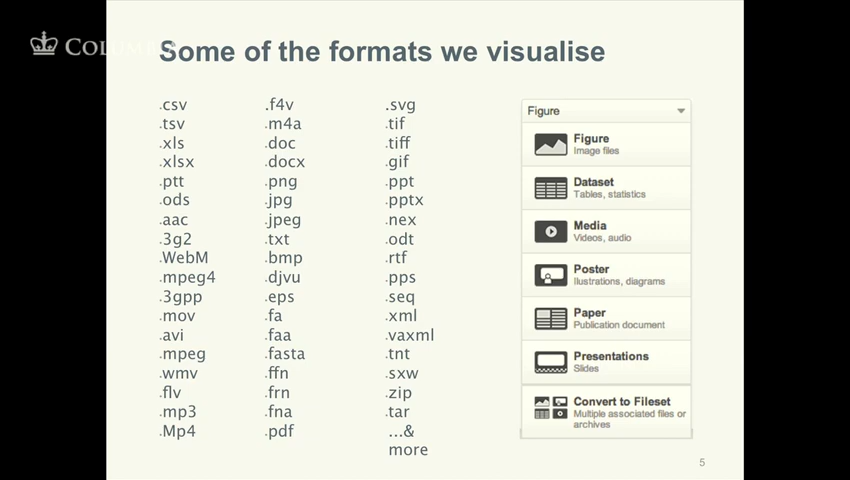 Some of the formats we visualise
.csv
.tsv
.xls
.xlsx
.ptt
.ods
.aac
.3g2
.WebM
.mpeg4
.3gpp
.mov
.avi
.mpeg
.wmv
.flv
.mp3
.Mp4
.f4v
.m4a
.doc
.docx
.png
.jpg
.jpeg
.txt
.bmp
.djvu
.eps
.fa
.faa
.fasta
.ffn
.frn
.fna
.pdf
.svg
.tif
.tiff
.gif
.ppt
.pptx
.nex
.odt
.rtf
.pps
.seq
.xml
.vaxml
.tnt
.sxw
.zip
.tar
...&
more
Figure
Figure
Image files
Dataset
Tables, statistics
Media
Videos, audio
Poster
Ilustrations, diagrams
Paper
Publication document
Presentations
Slides
Convert to Fileset
Multiple associated files or
archives
5